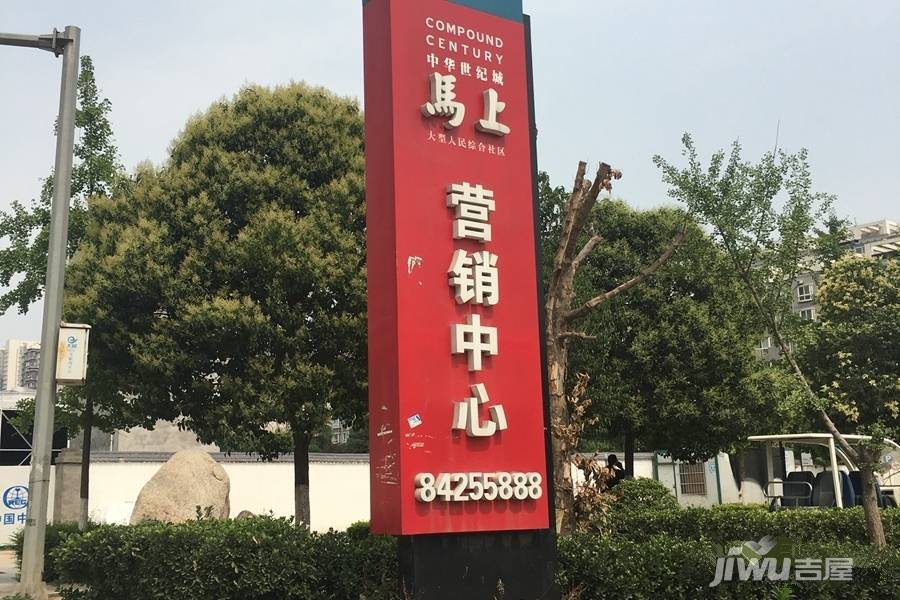 COMPOUND
CENTURY
中华世纪城
馬上
大型人民综合社区
营销中心
84255888
中国中
JIWU吉屋